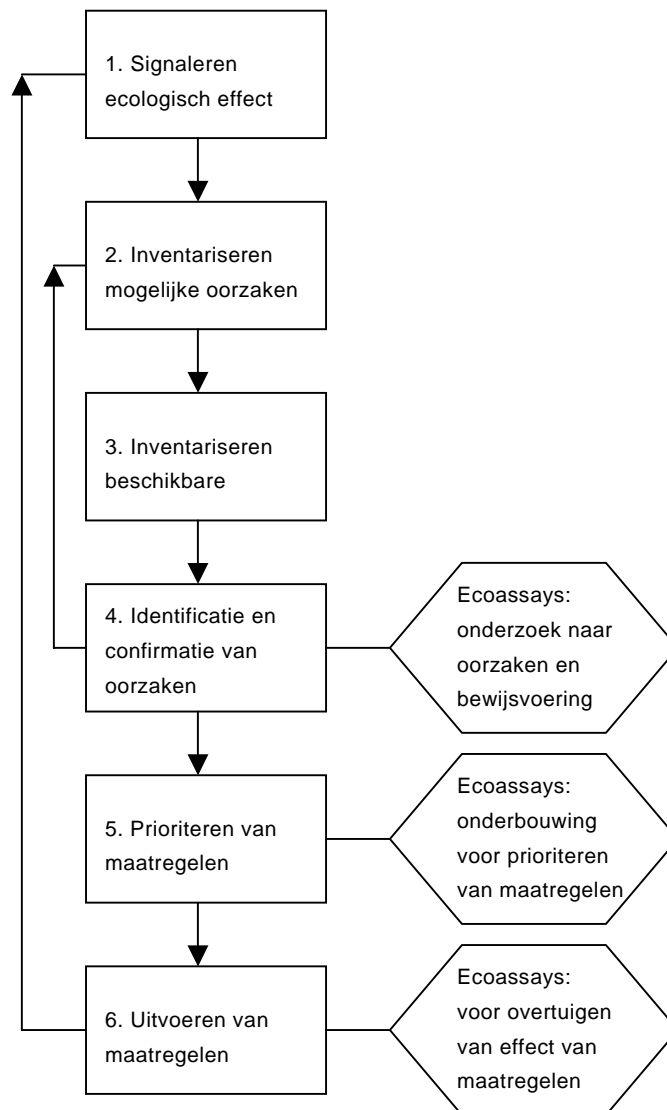 1. Signaleren
ecologisch effect
2. Inventariseren
mogelijke oorzaken
3. Inventariseren
beschikbare
4. Identificatie en
confirmatie van
oorzaken
Ecoassays:
onderzoek naar
oorzaken en
bewijsvoering
5. Prioriteren van
maatregelen
Ecoassays:
onderbouwing
voor prioriteren
van maatregelen
6. Uitvoeren van
maatregelen
Ecoassays:
voor overtuigen
van effect van
maatregelen